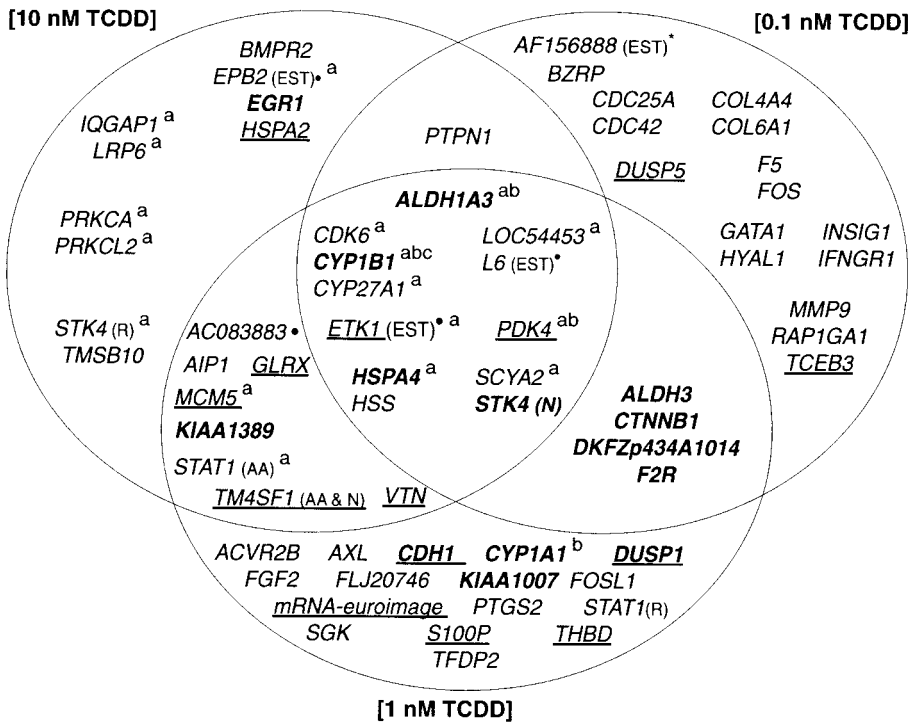 [10 nM TCDD]
[0.1 nM TCDD]
BMPR2
EPB2 (EST)• a
EGR1
HSPA2
IQGAP1 a
LRP6 a
PRKCA a
PRKCL2 a
STK4 (R) a
TMSB10
PTPN1
AF156888 (EST)*
BZRP
CDC25A COL4A4
CDC42 COL6A1
DUSP5 F5
FOS
GATA1 INSIG1
HYAL1 IFNGR1
MMP9
RAP1GA1
TCEB3
ALDH1A3 ab
CDK6 a LOC54453 a
CYP1B1 abc L6 (EST)•
CYP27A1 a
ETK1 (EST)• a PDK4 ab
HSPA4 a SCYA2 a
HSS STK4 (N)
AC083883 •
AIP1 GLRX
MCM5 a
KIAA1389
STAT1 (AA) a
TM4SF1 (AA & N) VTN
ALDH3
CTNNB1
DKFZp434A1014
F2R
ACVR2B AXL CDH1 CYP1A1 b DUSP1
FGF2 FLJ20746 KIAA1007 FOSL1
mRNA-euroimage PTGS2 STAT1(R)
SGK S100P THBD
TFDP2
[1 nM TCDD]